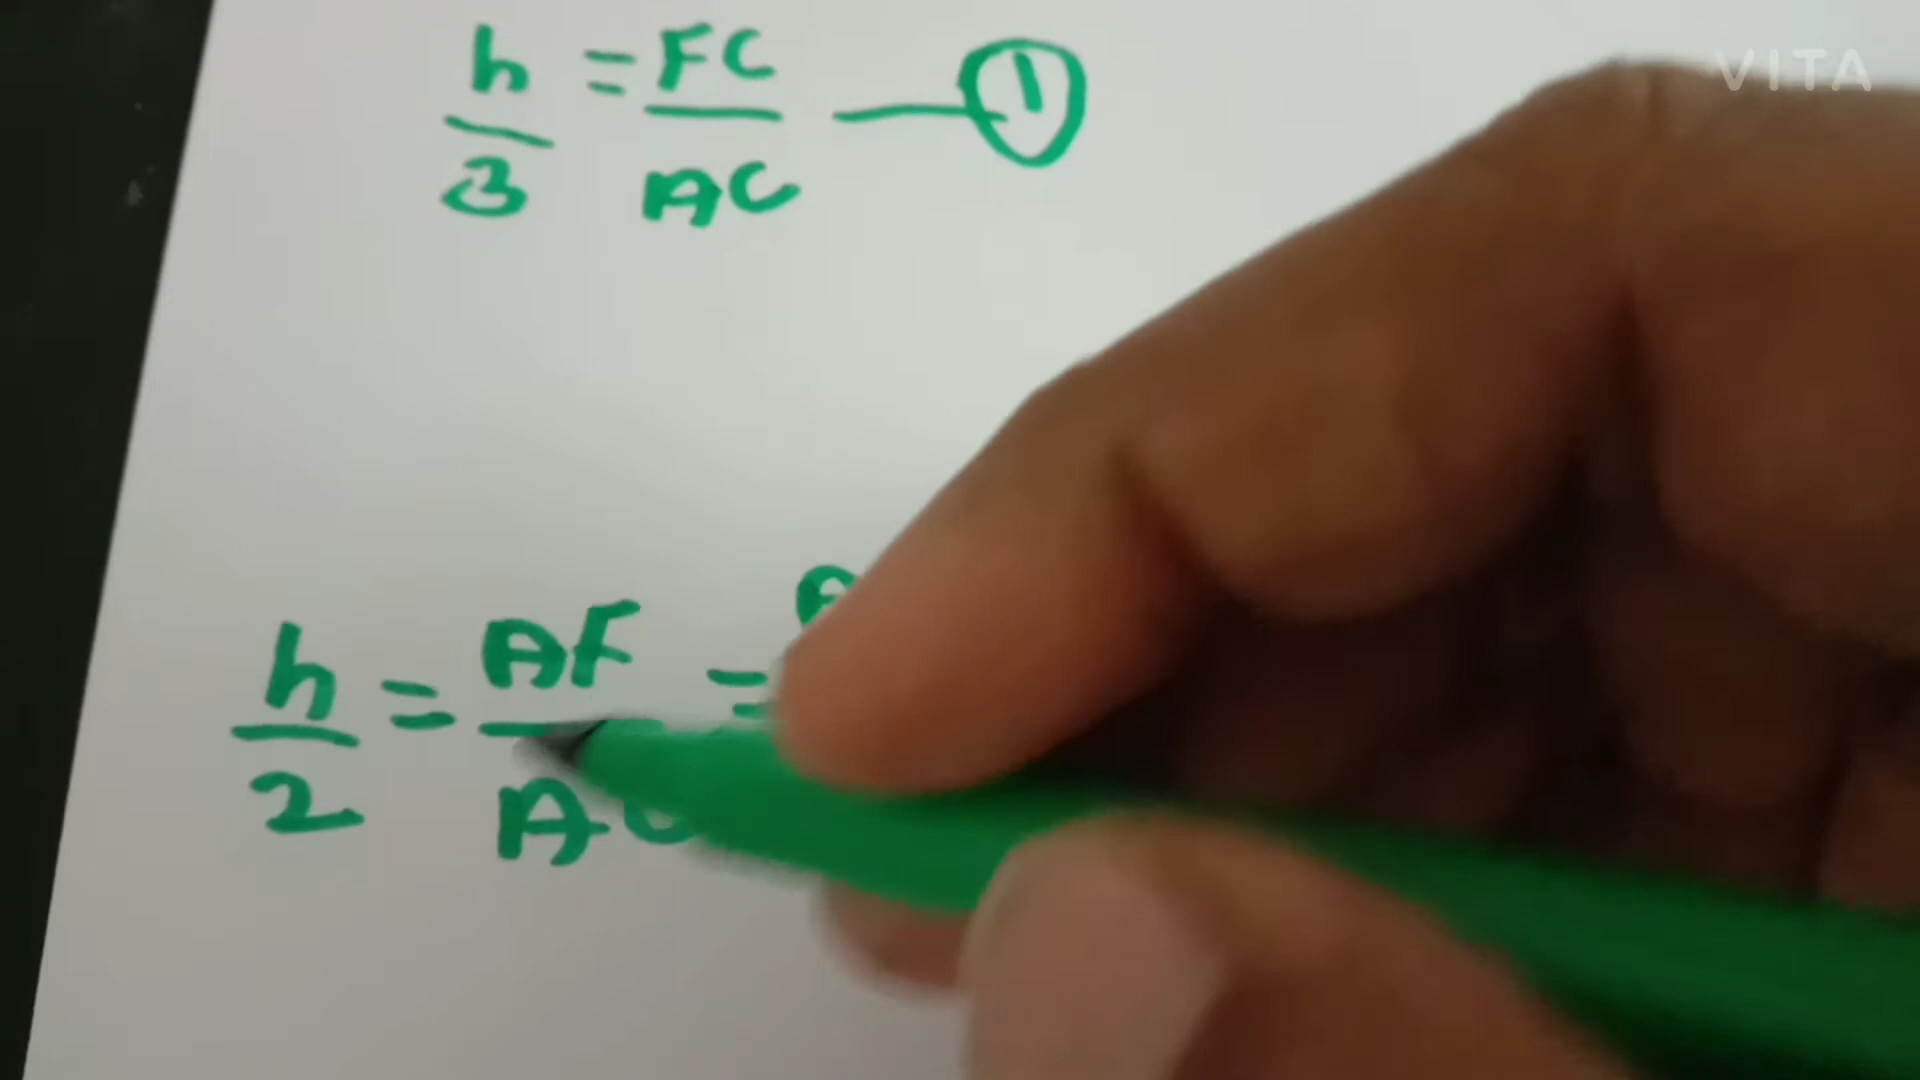 h/3 = FC/AC — 1
h/2 = AF/AC =
VITA